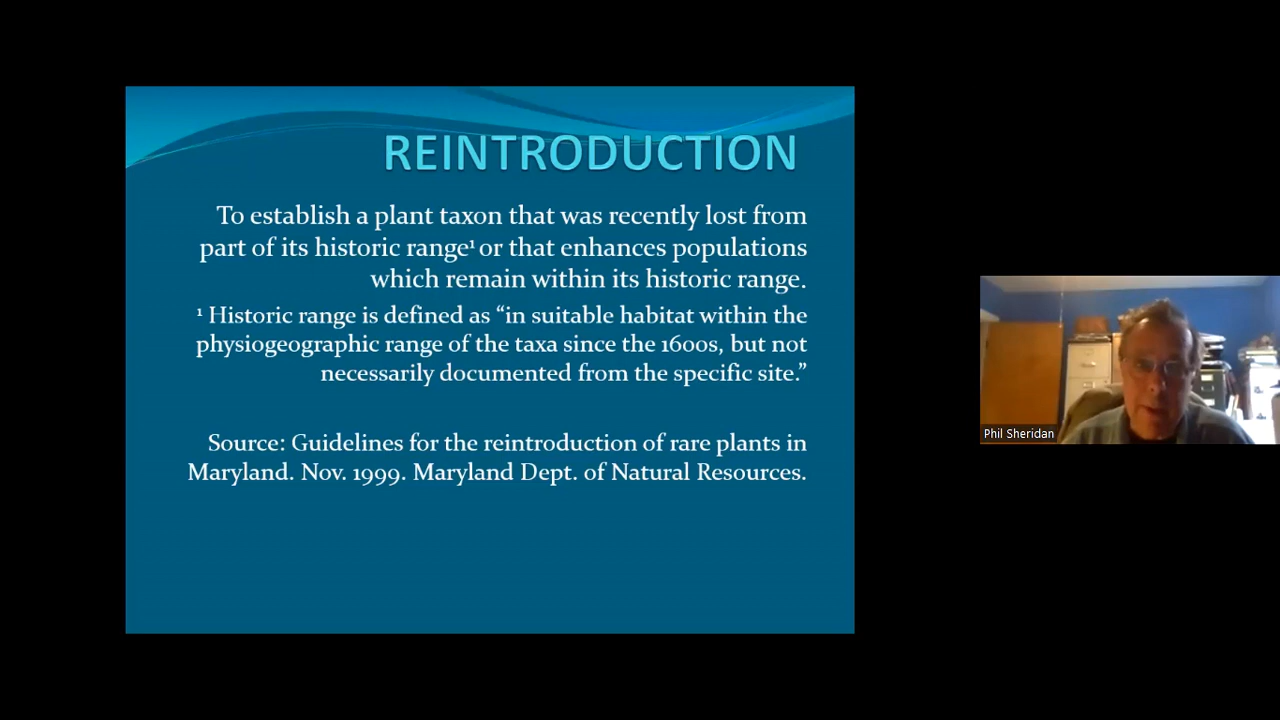 REINTRODUCTION
To establish a plant taxon that was recently lost from
part of its historic range¹ or that enhances populations
which remain within its historic range.
¹ Historic range is defined as “in suitable habitat within the
physiogeographic range of the taxa since the 1600s, but not
necessarily documented from the specific site.”
Source: Guidelines for the reintroduction of rare plants in
Maryland. Nov. 1999. Maryland Dept. of Natural Resources.
Phil Sheridan